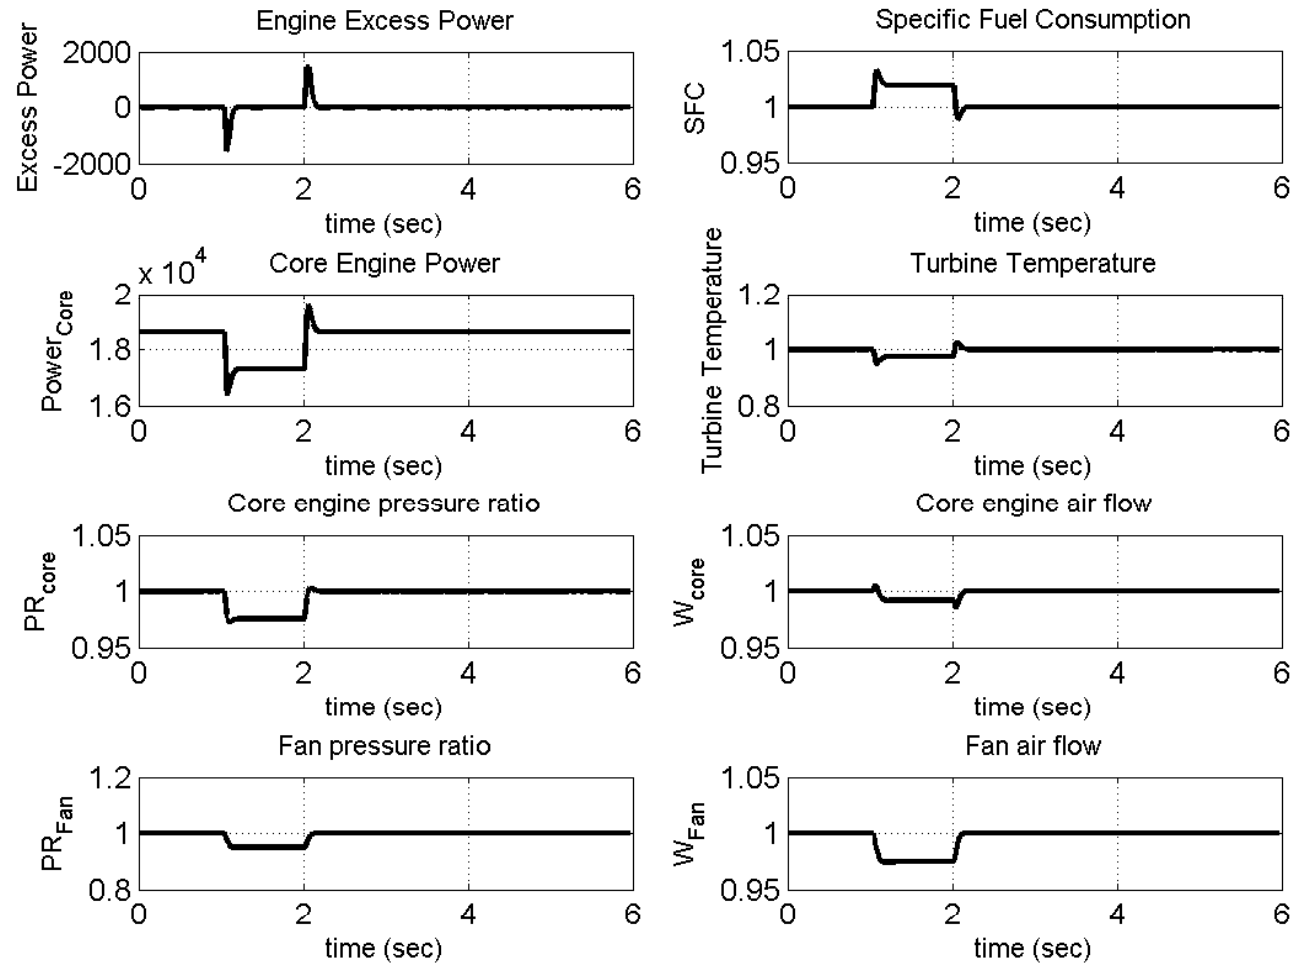 Engine Excess Power
Excess Power
2000
0
-2000
0 2 4 6
time (sec)
Specific Fuel Consumption
SFC
1.05
1
0.95
0 2 4 6
time (sec)
Core Engine Power
x 10^4
Power_Core
2
1.8
1.6
0 2 4 6
time (sec)
Turbine Temperature
Turbine Temperature
1.2
1
0.8
0 2 4 6
time (sec)
Core engine pressure ratio
PR_core
1.05
1
0.95
0 2 4 6
time (sec)
Core engine air flow
W_core
1.05
1
0.95
0 2 4 6
time (sec)
Fan pressure ratio
PR_Fan
1.2
1
0.8
0 2 4 6
time (sec)
Fan air flow
W_Fan
1.05
1
0.95
0 2 4 6
time (sec)